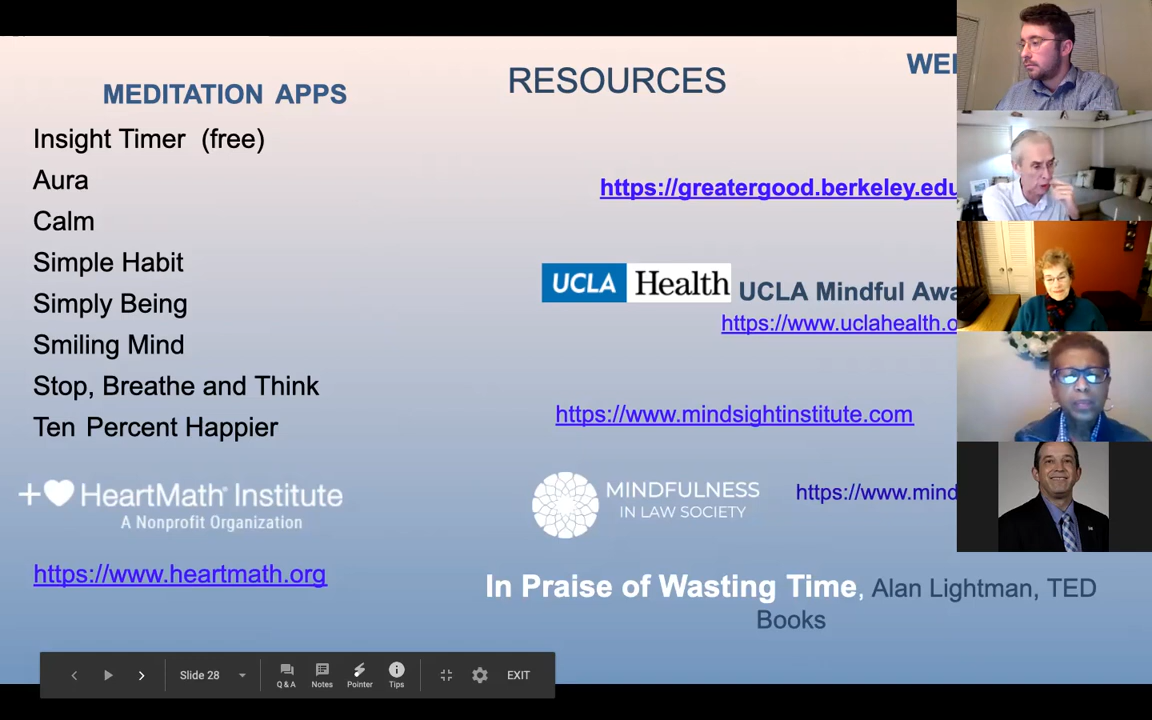 RESOURCES
MEDITATION APPS
Insight Timer (free)
Aura
Calm
Simple Habit
Simply Being
Smiling Mind
Stop, Breathe and Think
Ten Percent Happier
HeartMath® Institute
A Nonprofit Organization
https://www.heartmath.org
https://greatergood.berkeley.edu
UCLA Health UCLA Mindful Awa
https://www.uclahealth.o
https://www.mindsightinstitute.com
MINDFULNESS
IN LAW SOCIETY
https://www.mind
In Praise of Wasting Time, Alan Lightman, TED
Books
Slide 28
Q & A
Notes
Pointer
Tips
EXIT